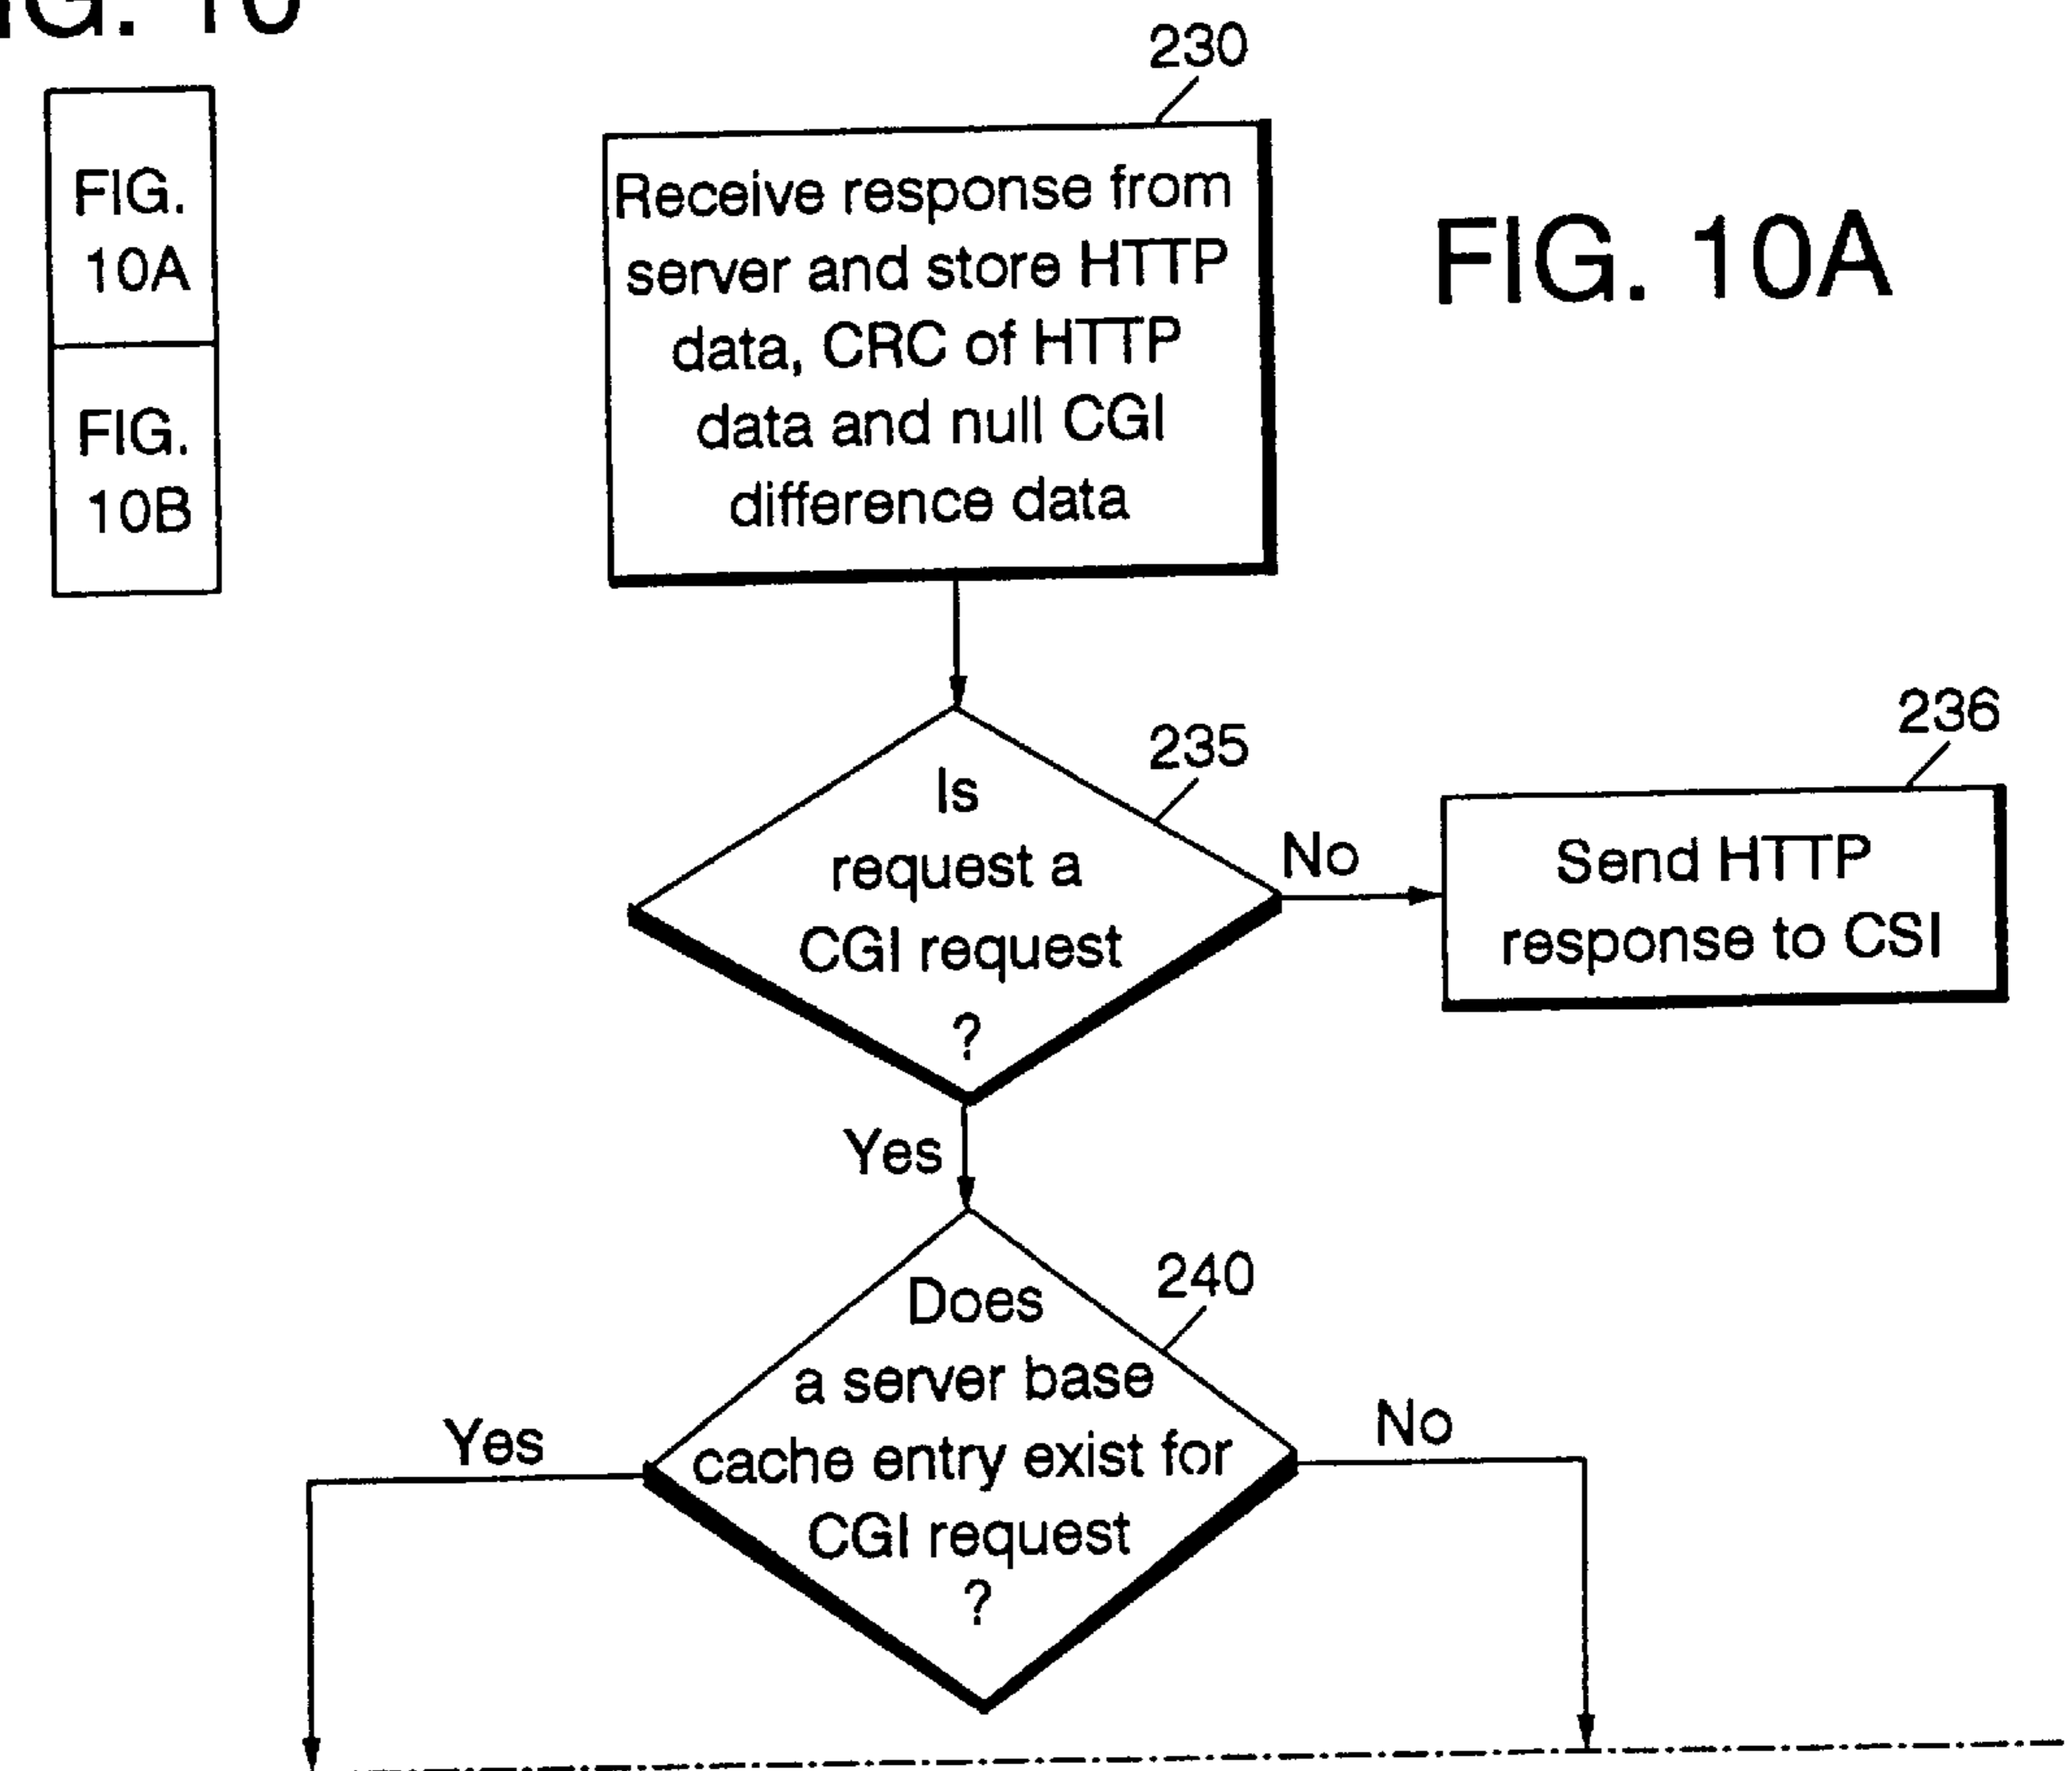 FIG. 10
FIG.
10A
FIG.
10B
230
Receive response from
server and store HTTP
data, CRC of HTTP
data and null CGI
difference data
FIG. 10A
235
Is
request a
CGI request
?
No
236
Send HTTP
response to CSI
Yes
240
Does
a server base
cache entry exist for
CGI request
?
Yes
No